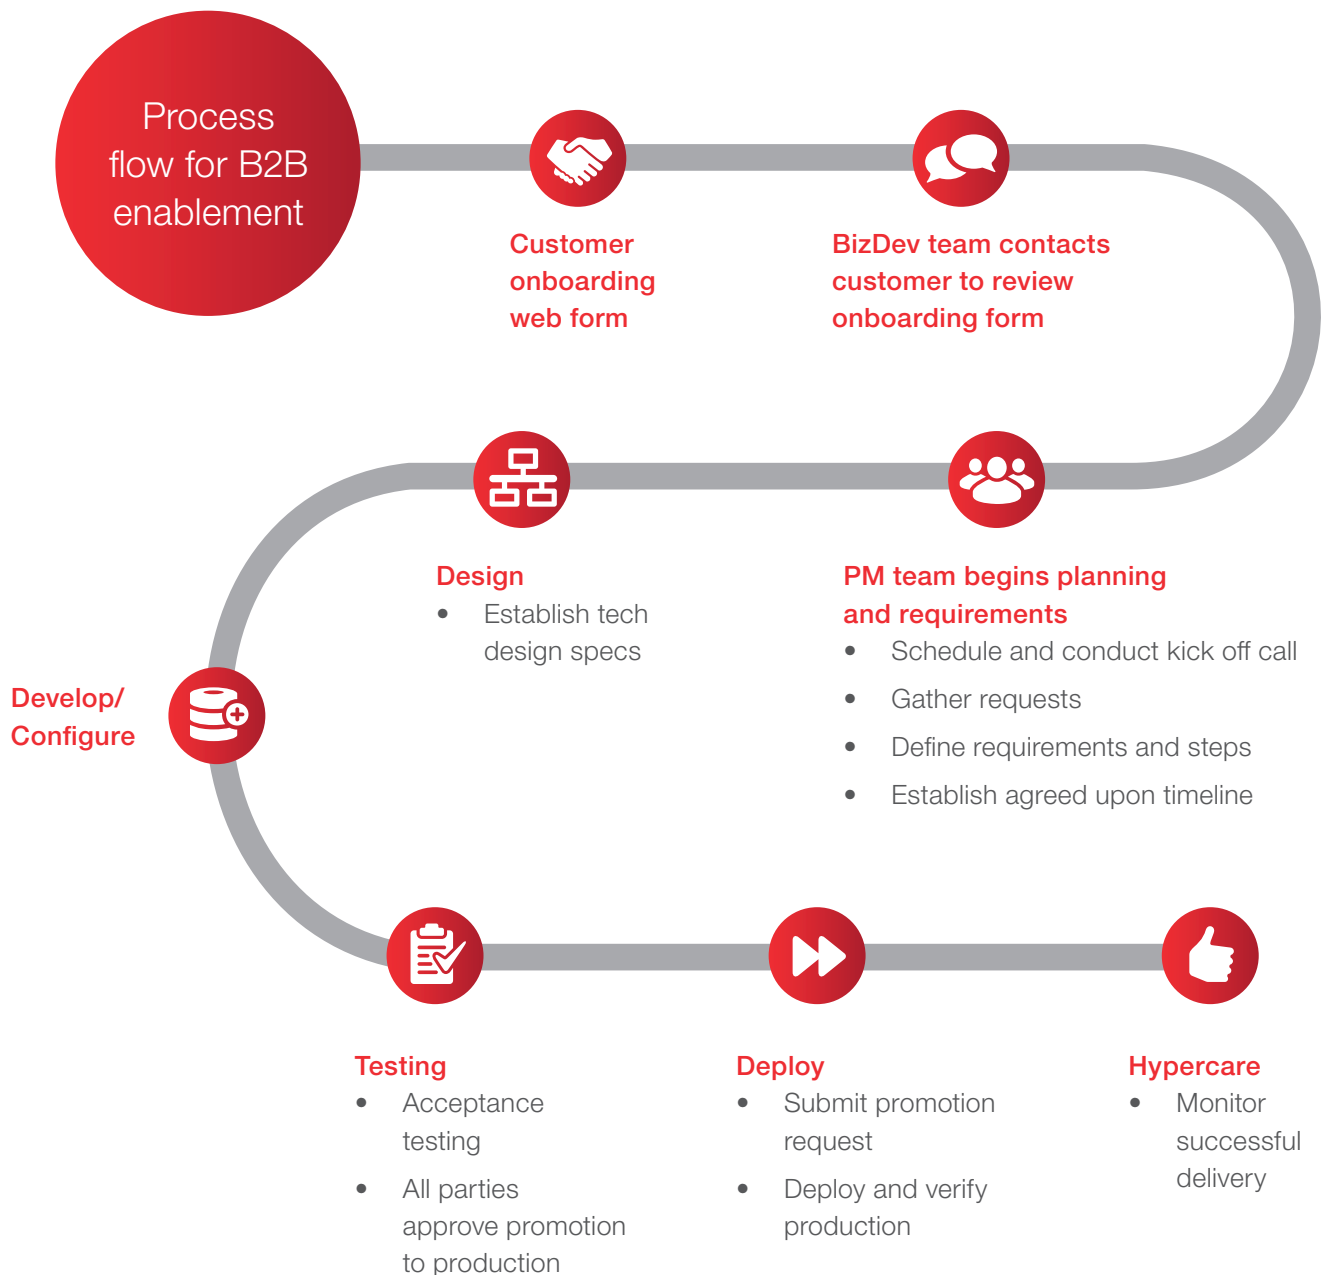 Process
flow for B2B
enablement
Customer
onboarding
web form
BizDev team contacts
customer to review
onboarding form
PM team begins planning
and requirements
• Schedule and conduct kick off call
• Gather requests
• Define requirements and steps
• Establish agreed upon timeline
Design
• Establish tech
design specs
Develop/
Configure
Testing
• Acceptance
testing
• All parties
approve promotion
to production
Deploy
• Submit promotion
request
• Deploy and verify
production
Hypercare
• Monitor
successful
delivery